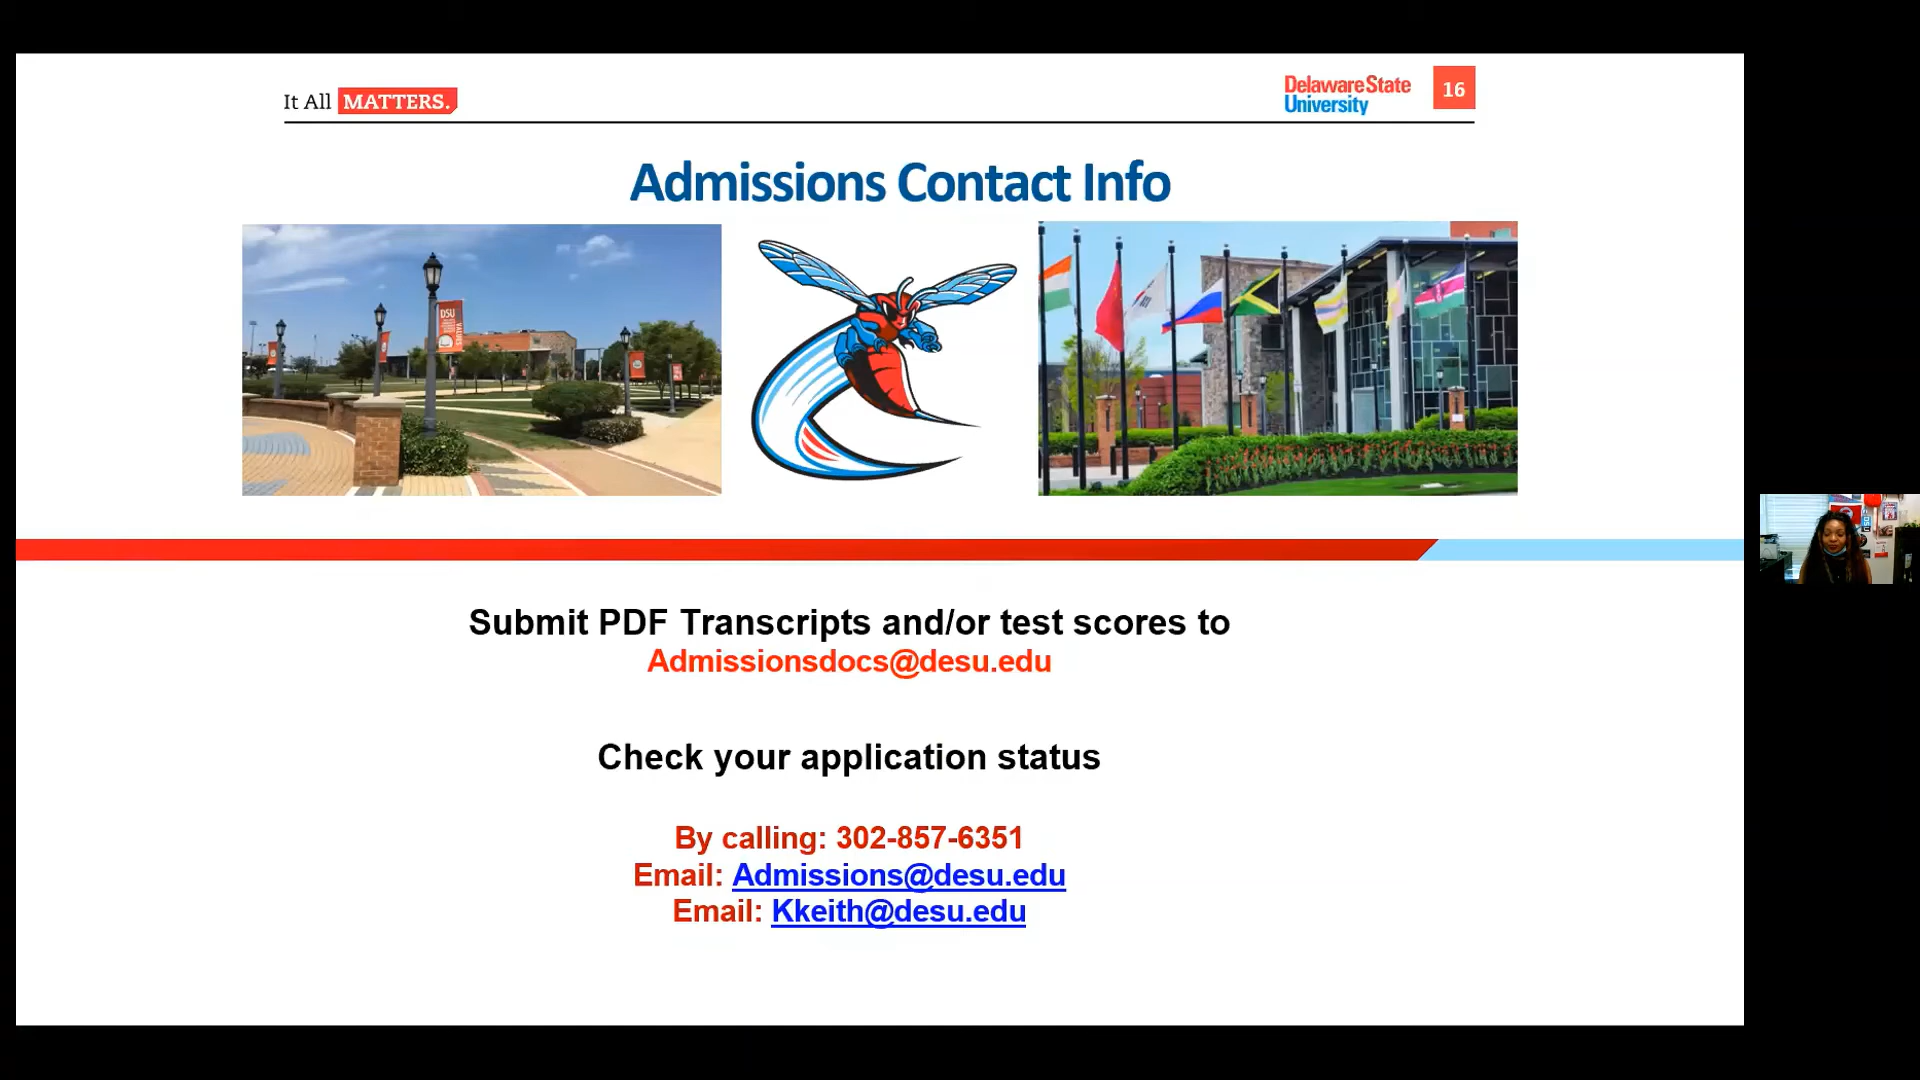 It All MATTERS.
Delaware State
University
16
Admissions Contact Info
DSU
VALUES
Submit PDF Transcripts and/or test scores to
Admissionsdocs@desu.edu
Check your application status
By calling: 302-857-6351
Email: Admissions@desu.edu
Email: Kkeith@desu.edu